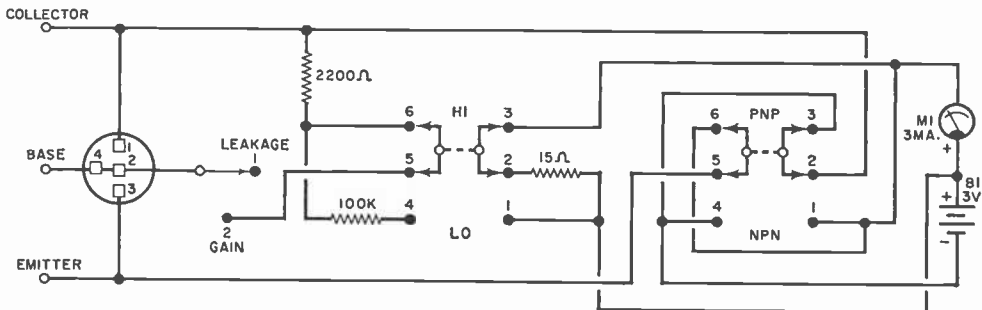 COLLECTOR
2200Ω
6 HI 3
6 PNP 3
M1
3MA.
+
BASE
4 1 2 3
LEAKAGE
1
5 2 15Ω
5 2
+ B1
3V
-
100K 4 1
LO
4 1
NPN
2
GAIN
EMITTER